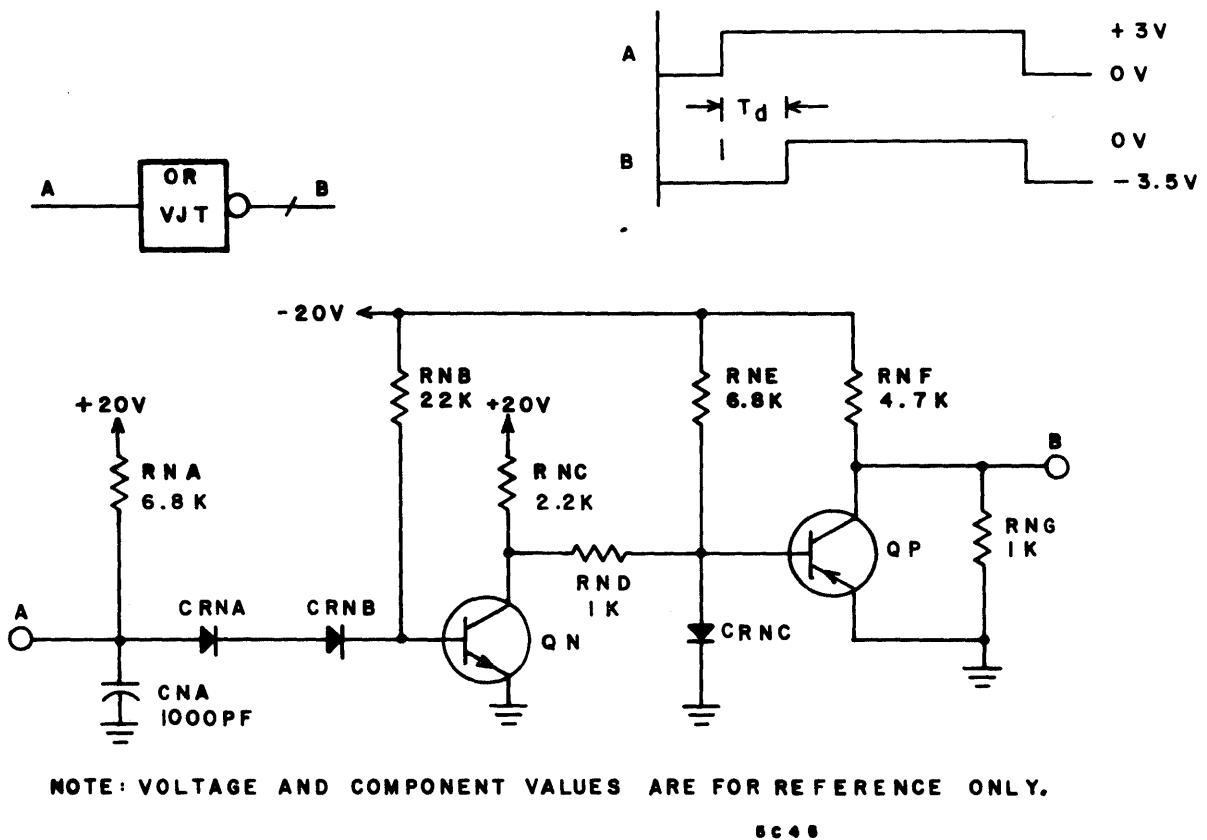 A
+3V
0V
Td
B
0V
-3.5V
A
OR
VJT
B
-20V
RNB
22K
+20V
RNE
6.8K
RNF
4.7K
+20V
RNA
6.8K
RNC
2.2K
B
RND
1K
QP
RNG
1K
A
CRNA
CRNB
QN
CRNC
CNA
1000PF
NOTE: VOLTAGE AND COMPONENT VALUES ARE FOR REFERENCE ONLY.